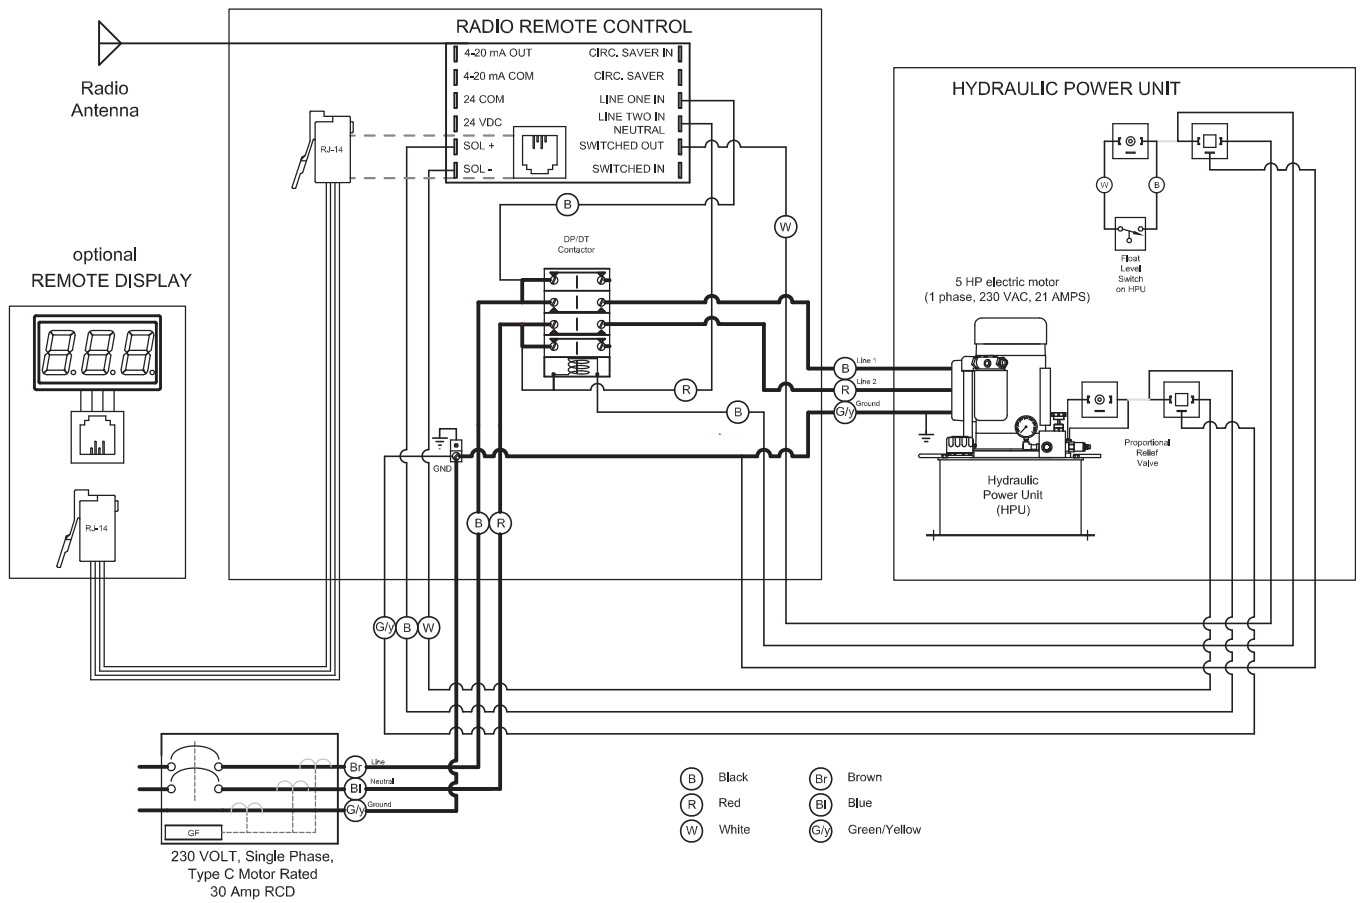 RADIO REMOTE CONTROL
4-20 mA OUT
CIRC. SAVER IN
4-20 mA COM
CIRC. SAVER
24 COM
LINE ONE IN
24 VDC
LINE TWO IN
NEUTRAL
SOL +
SWITCHED OUT
SOL -
SWITCHED IN
Radio
Antenna
RJ-14
B
W
DP/DT
Contactor
R
B
GND
B
R
G/y
B
W
optional
REMOTE DISPLAY
RJ-14
HYDRAULIC POWER UNIT
W
B
Float
Level
Switch
on HPU
5 HP electric motor
(1 phase, 230 VAC, 21 AMPS)
B
Line 1
R
Line 2
G/y
Ground
Proportional
Relief
Valve
Hydraulic
Power Unit
(HPU)
Br
Line
Bl
Neutral
G/y
Ground
GF
230 VOLT, Single Phase,
Type C Motor Rated
30 Amp RCD
B Black
R Red
W White
Br Brown
Bl Blue
G/y Green/Yellow